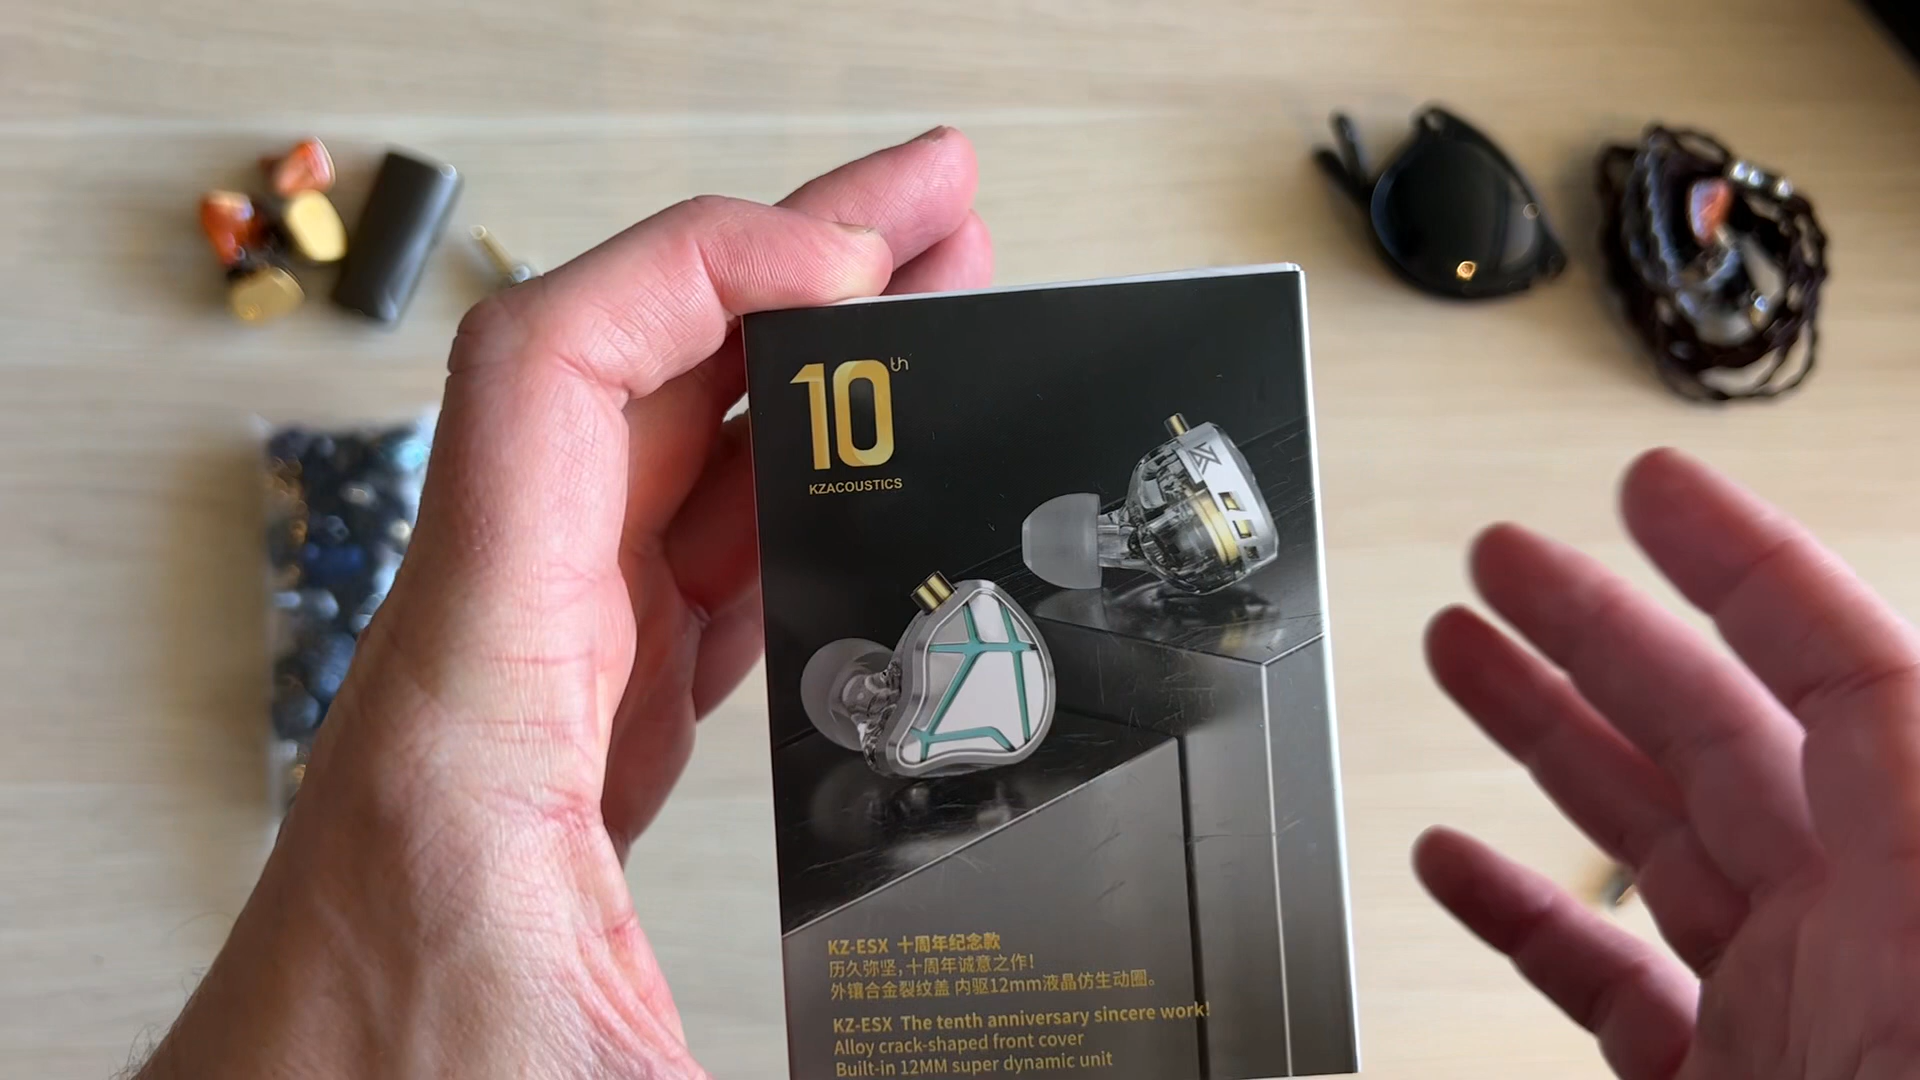 10th
KZACOUSTICS
KZ
KZ-ESX 十周年纪念款
历久弥坚,十周年诚意之作!
外镶合金裂纹盖 内驱12mm液晶仿生动圈。
KZ-ESX The tenth anniversary sincere work!
Alloy crack-shaped front cover
Built-in 12MM super dynamic unit